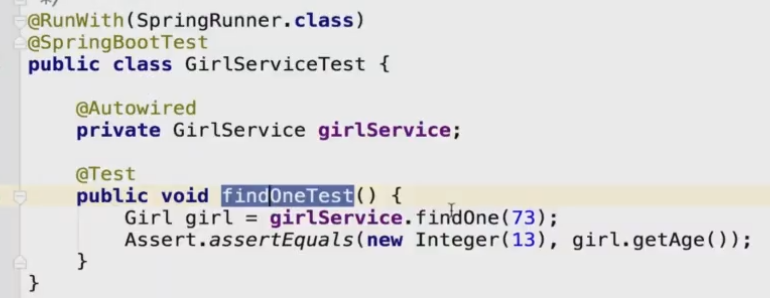 */
@RunWith(SpringRunner.class)
@SpringBootTest
public class GirlServiceTest {
@Autowired
private GirlService girlService;
@Test
public void findOneTest() {
Girl girl = girlService.findOne(73);
Assert.assertEquals(new Integer(13), girl.getAge());
}
}